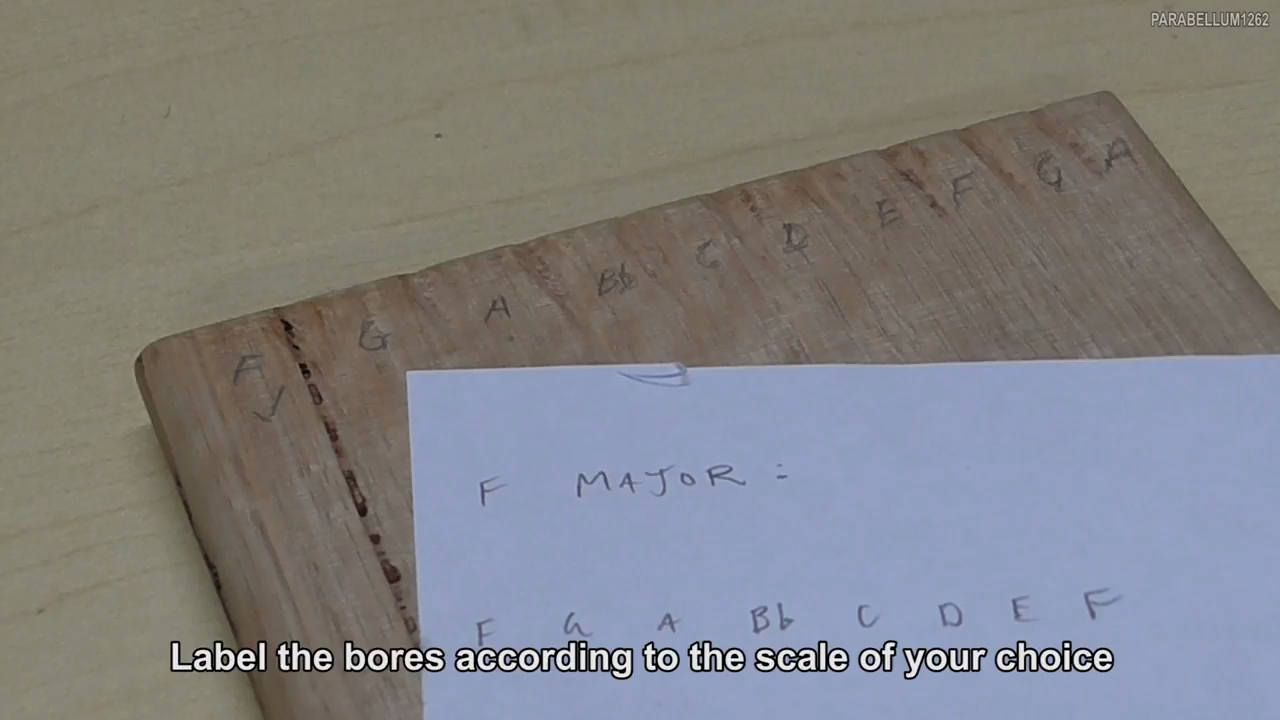 PARABELLUM1262
F G A Bb C D E F G A
F MAJOR :
F G A Bb C D E F
Label the bores according to the scale of your choice